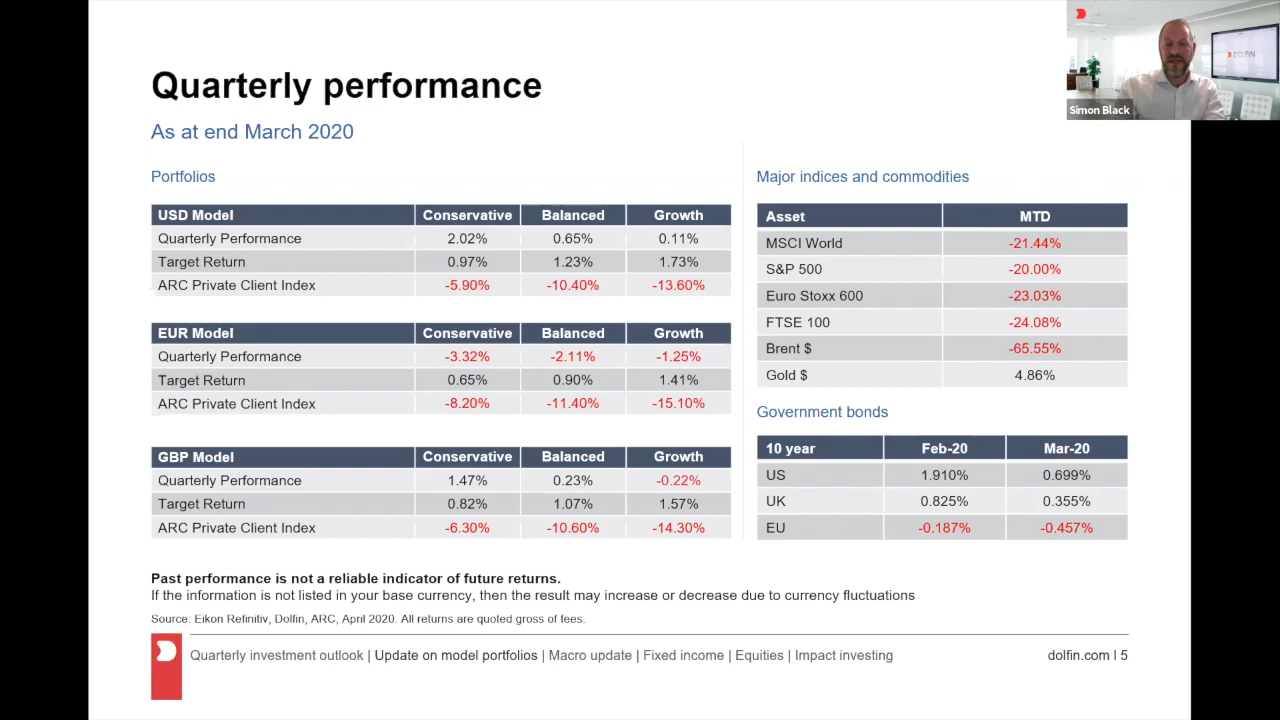 Quarterly performance
As at end March 2020
Portfolios
USD Model Conservative Balanced Growth
Quarterly Performance 2.02% 0.65% 0.11%
Target Return 0.97% 1.23% 1.73%
ARC Private Client Index -5.90% -10.40% -13.60%
EUR Model Conservative Balanced Growth
Quarterly Performance -3.32% -2.11% -1.25%
Target Return 0.65% 0.90% 1.41%
ARC Private Client Index -8.20% -11.40% -15.10%
GBP Model Conservative Balanced Growth
Quarterly Performance 1.47% 0.23% -0.22%
Target Return 0.82% 1.07% 1.57%
ARC Private Client Index -6.30% -10.60% -14.30%
Major indices and commodities
Asset MTD
MSCI World -21.44%
S&P 500 -20.00%
Euro Stoxx 600 -23.03%
FTSE 100 -24.08%
Brent $ -65.55%
Gold $ 4.86%
Government bonds
10 year Feb-20 Mar-20
US 1.910% 0.699%
UK 0.825% 0.355%
EU -0.187% -0.457%
Past performance is not a reliable indicator of future returns.
If the information is not listed in your base currency, then the result may increase or decrease due to currency fluctuations
Source: Eikon Refinitiv, Dolfin, ARC, April 2020. All returns are quoted gross of fees.
Quarterly investment outlook | Update on model portfolios | Macro update | Fixed income | Equities | Impact investing
dolfin.com | 5
DOLFIN
Simon Black